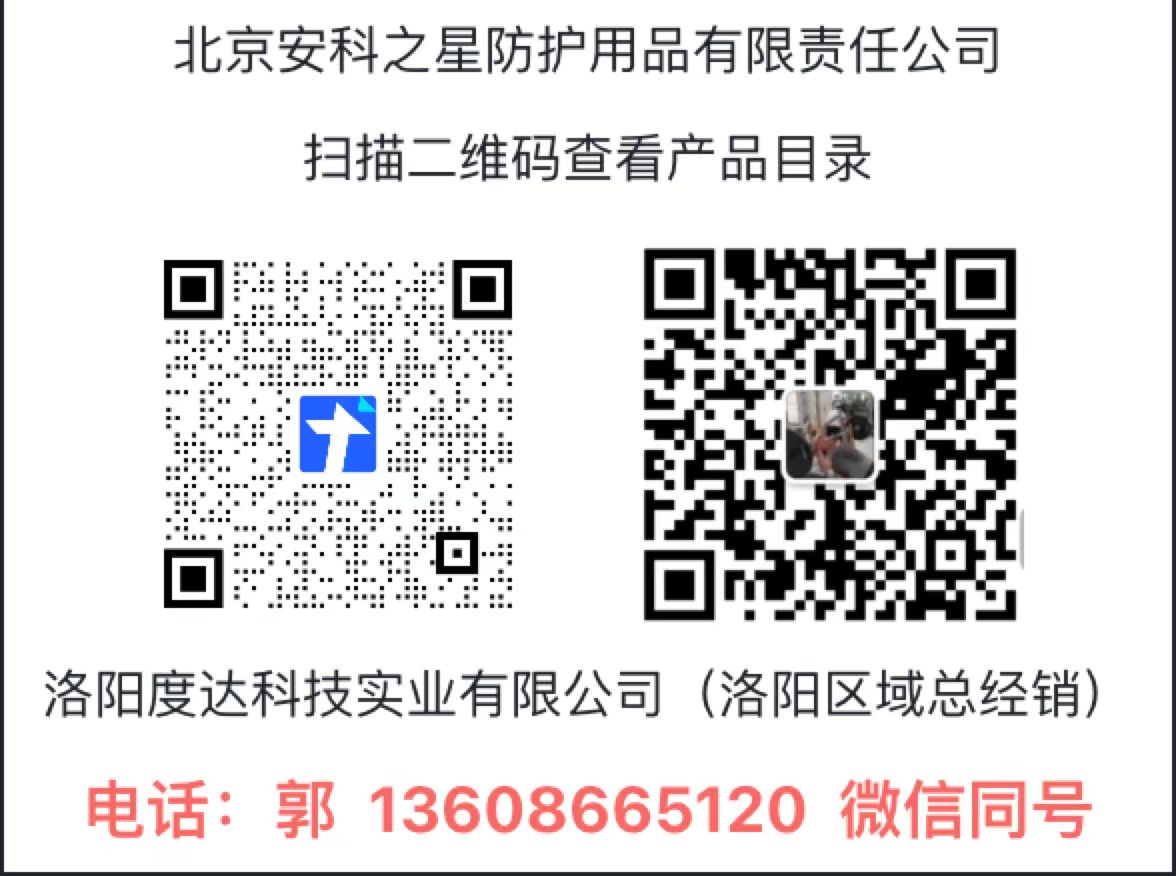 北京安科之星防护用品有限责任公司
扫描二维码查看产品目录
洛阳度达科技实业有限公司（洛阳区域总经销）
电话：郭 13608665120 微信同号